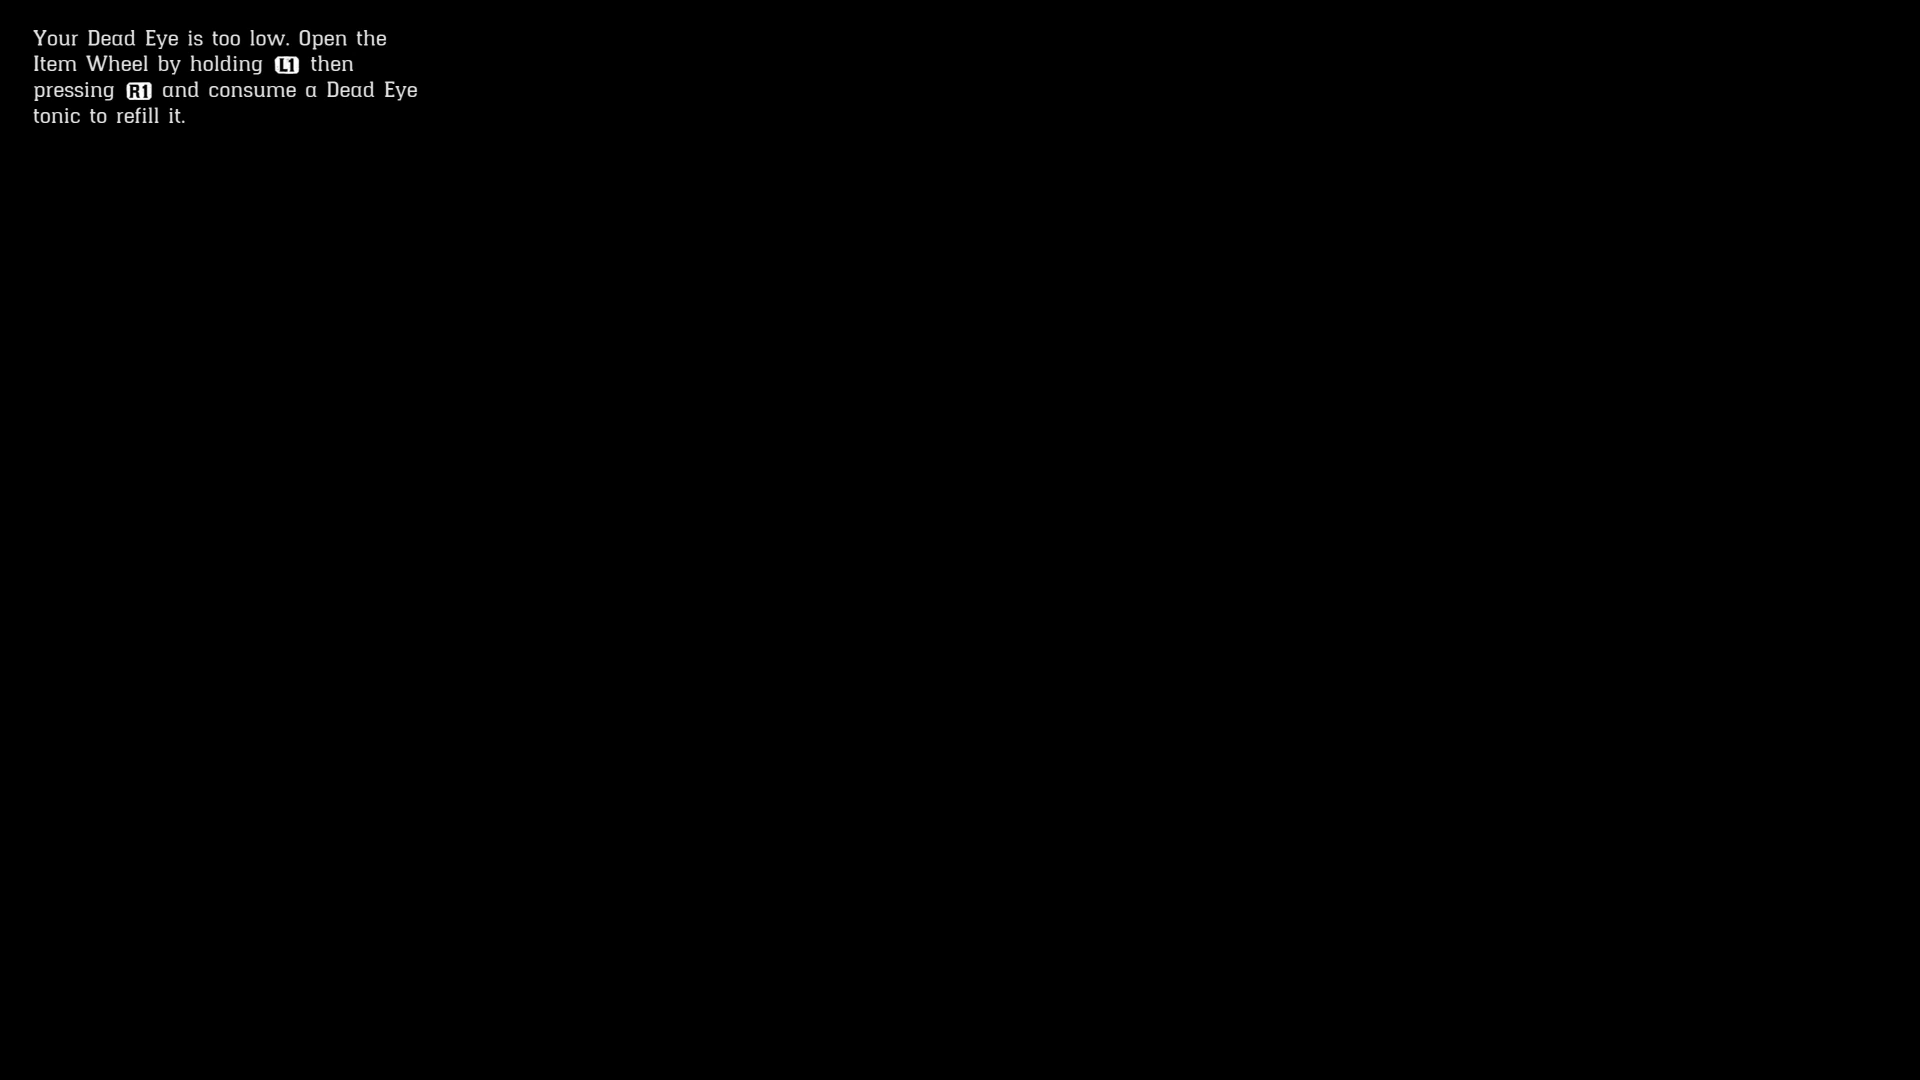 Your Dead Eye is too low. Open the
Item Wheel by holding L1 then
pressing R1 and consume a Dead Eye
tonic to refill it.